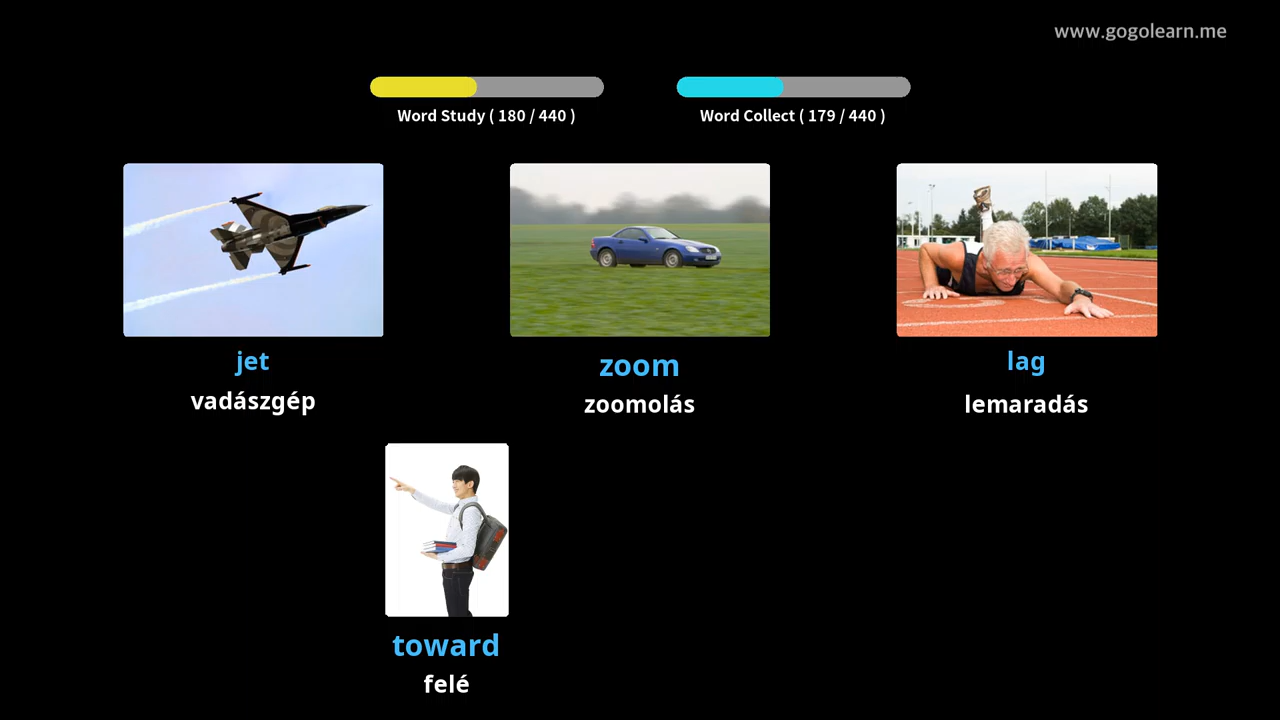 www.gogolearn.me
Word Study ( 180 / 440 )
Word Collect ( 179 / 440 )
jet
zoom
lag
vadászgép
zoomolás
lemaradás
toward
felé